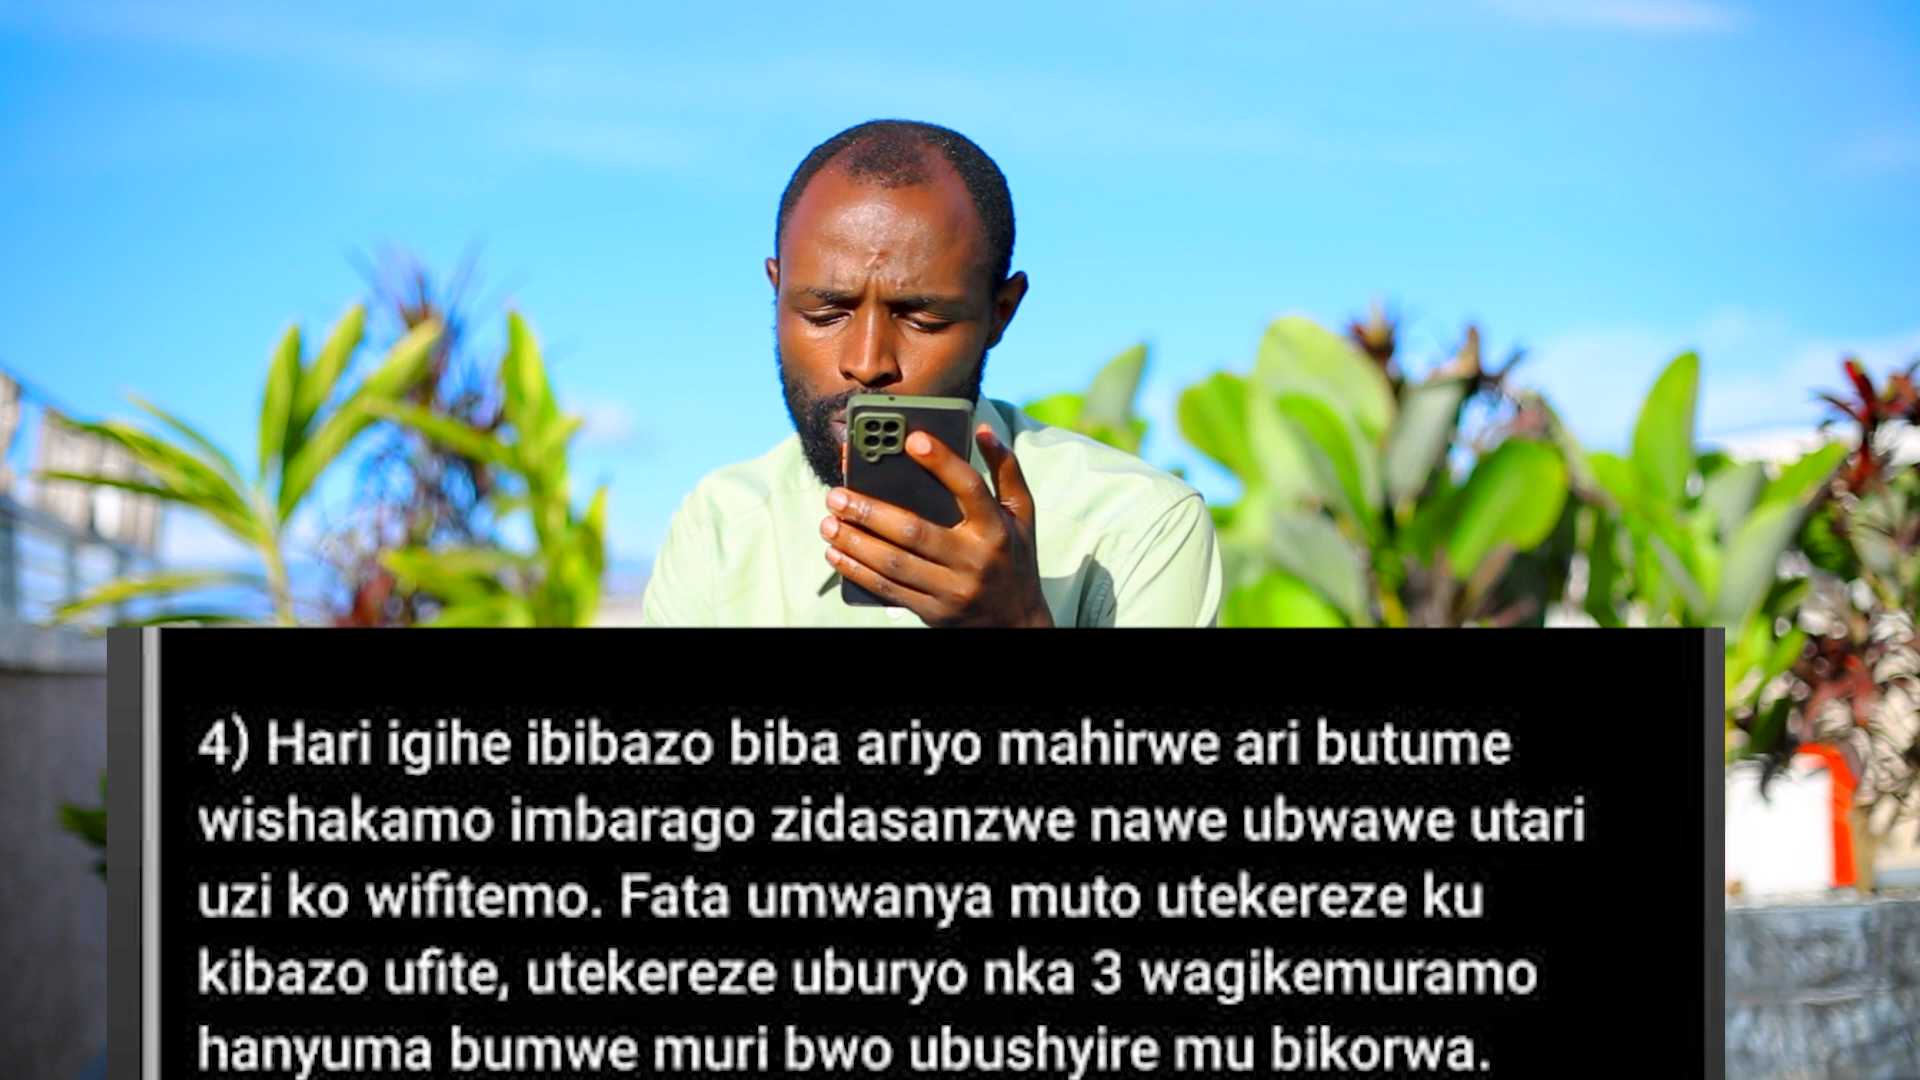 4) Hari igihe ibibazo biba ariyo mahirwe ari butume
wishakamo imbarago zidasanzwe nawe ubwawe utari
uzi ko wifitemo. Fata umwanya muto utekereze ku
kibazo ufite, utekereze uburyo nka 3 wagikemuramo
hanyuma bumwe muri bwo ubushyire mu bikorwa.